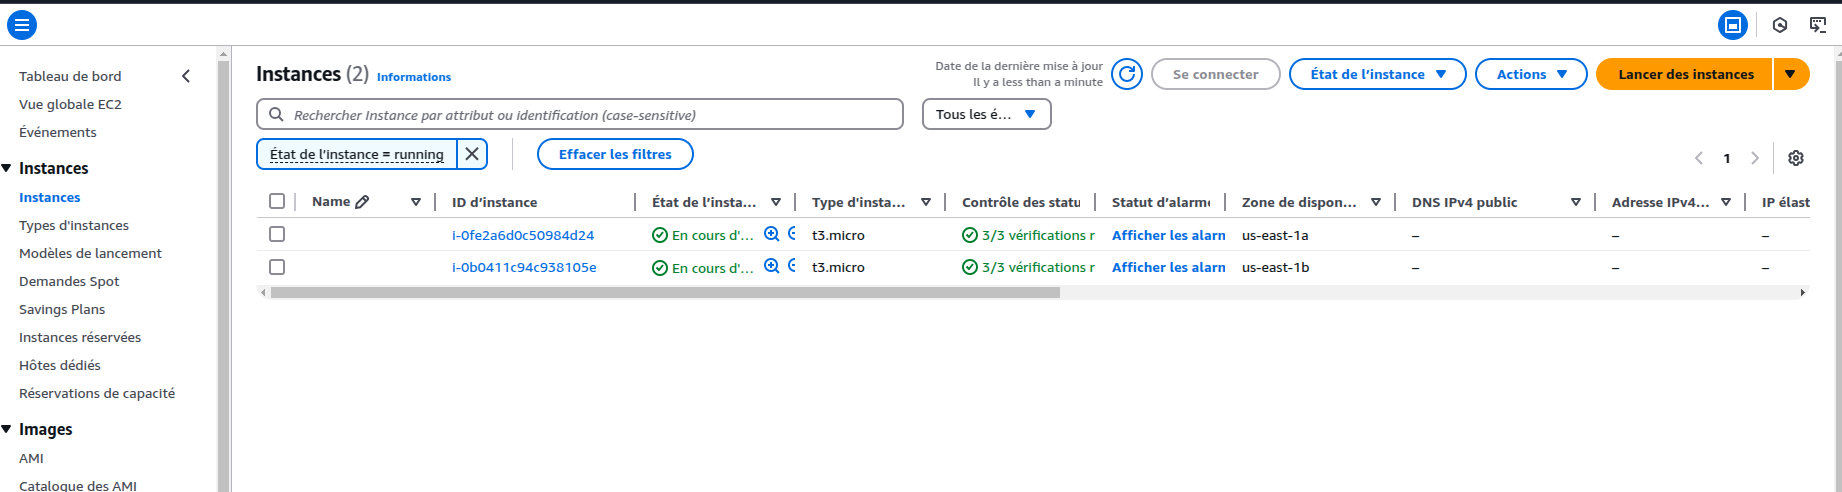 Tableau de bord
Vue globale EC2
Événements
Instances
Instances
Types d'instances
Modèles de lancement
Demandes Spot
Savings Plans
Instances réservées
Hôtes dédiés
Réservations de capacité
Images
AMI
Catalogue des AMI
Instances (2) Informations
Date de la dernière mise à jour
Il y a less than a minute
Se connecter
État de l’instance
Actions
Lancer des instances
Rechercher Instance par attribut ou identification (case-sensitive)
Tous les é...
État de l’instance = running
Effacer les filtres
1
Name ID d’instance État de l’insta... Type d'insta... Contrôle des statu Statut d’alarm Zone de dispon... DNS IPv4 public Adresse IPv4... IP élast
i-0fe2a6d0c50984d24 En cours d'... t3.micro 3/3 vérifications r Afficher les alarn us-east-1a – – –
i-0b0411c94c938105e En cours d'... t3.micro 3/3 vérifications r Afficher les alarn us-east-1b – – –